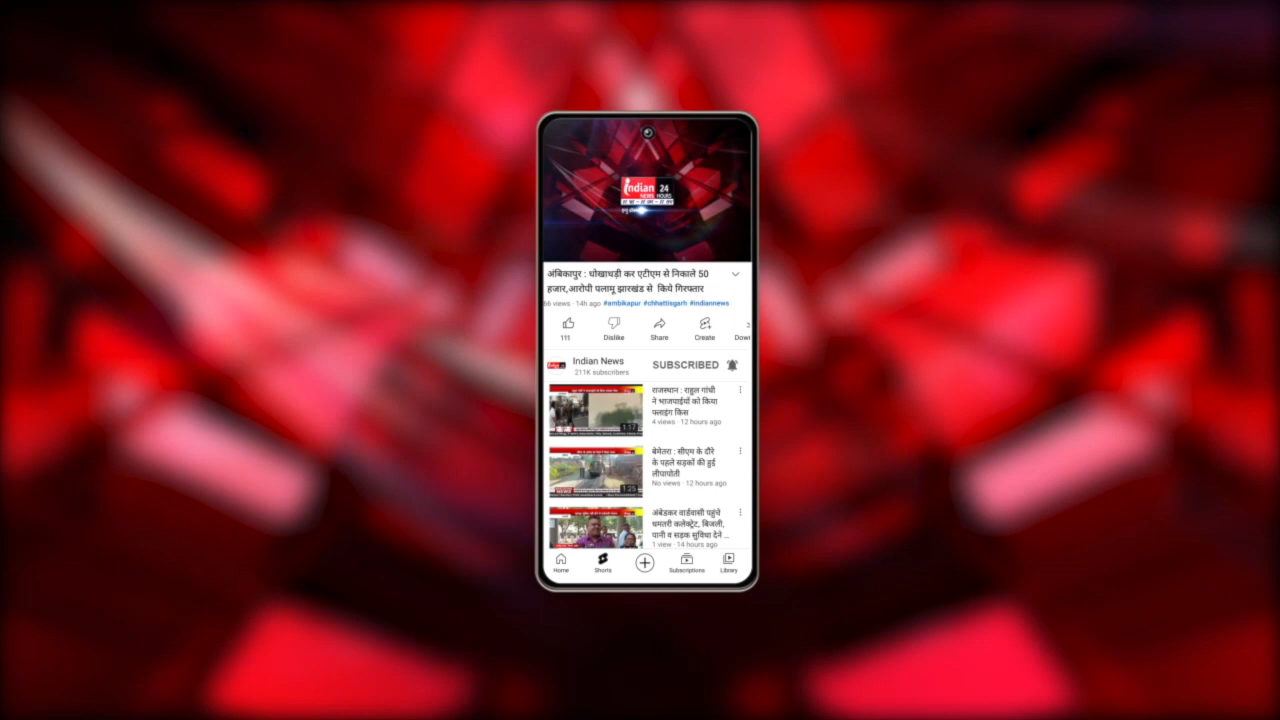 indian 24
NEWS HOURS
अंबिकापुर : धोखाधड़ी कर एटीएम से निकाले 50
हजार,आरोपी पलामू झारखंड से किये गिरफ्तार
66 views · 14h ago #ambikapur #chhattisgarh #indiannews
111 Dislike Share Create
Indian News
211K subscribers
SUBSCRIBED
राजस्थान : राहुल गांधी
ने भाजपाईयों को किया
फ्लाइंग किस
4 views · 12 hours ago
1:17
बेमेतरा : सीएम के दौरे
के पहले सड़कों की हुई
लीपापोती
No views · 12 hours ago
1:25
NEWS
अंबेडकर वार्डवासी पहुंचे
धमतरी कलेक्ट्रेट, बिजली,
पानी व सड़क सुविधा देने ...
1 view · 14 hours ago
Home Shorts Subscriptions Library